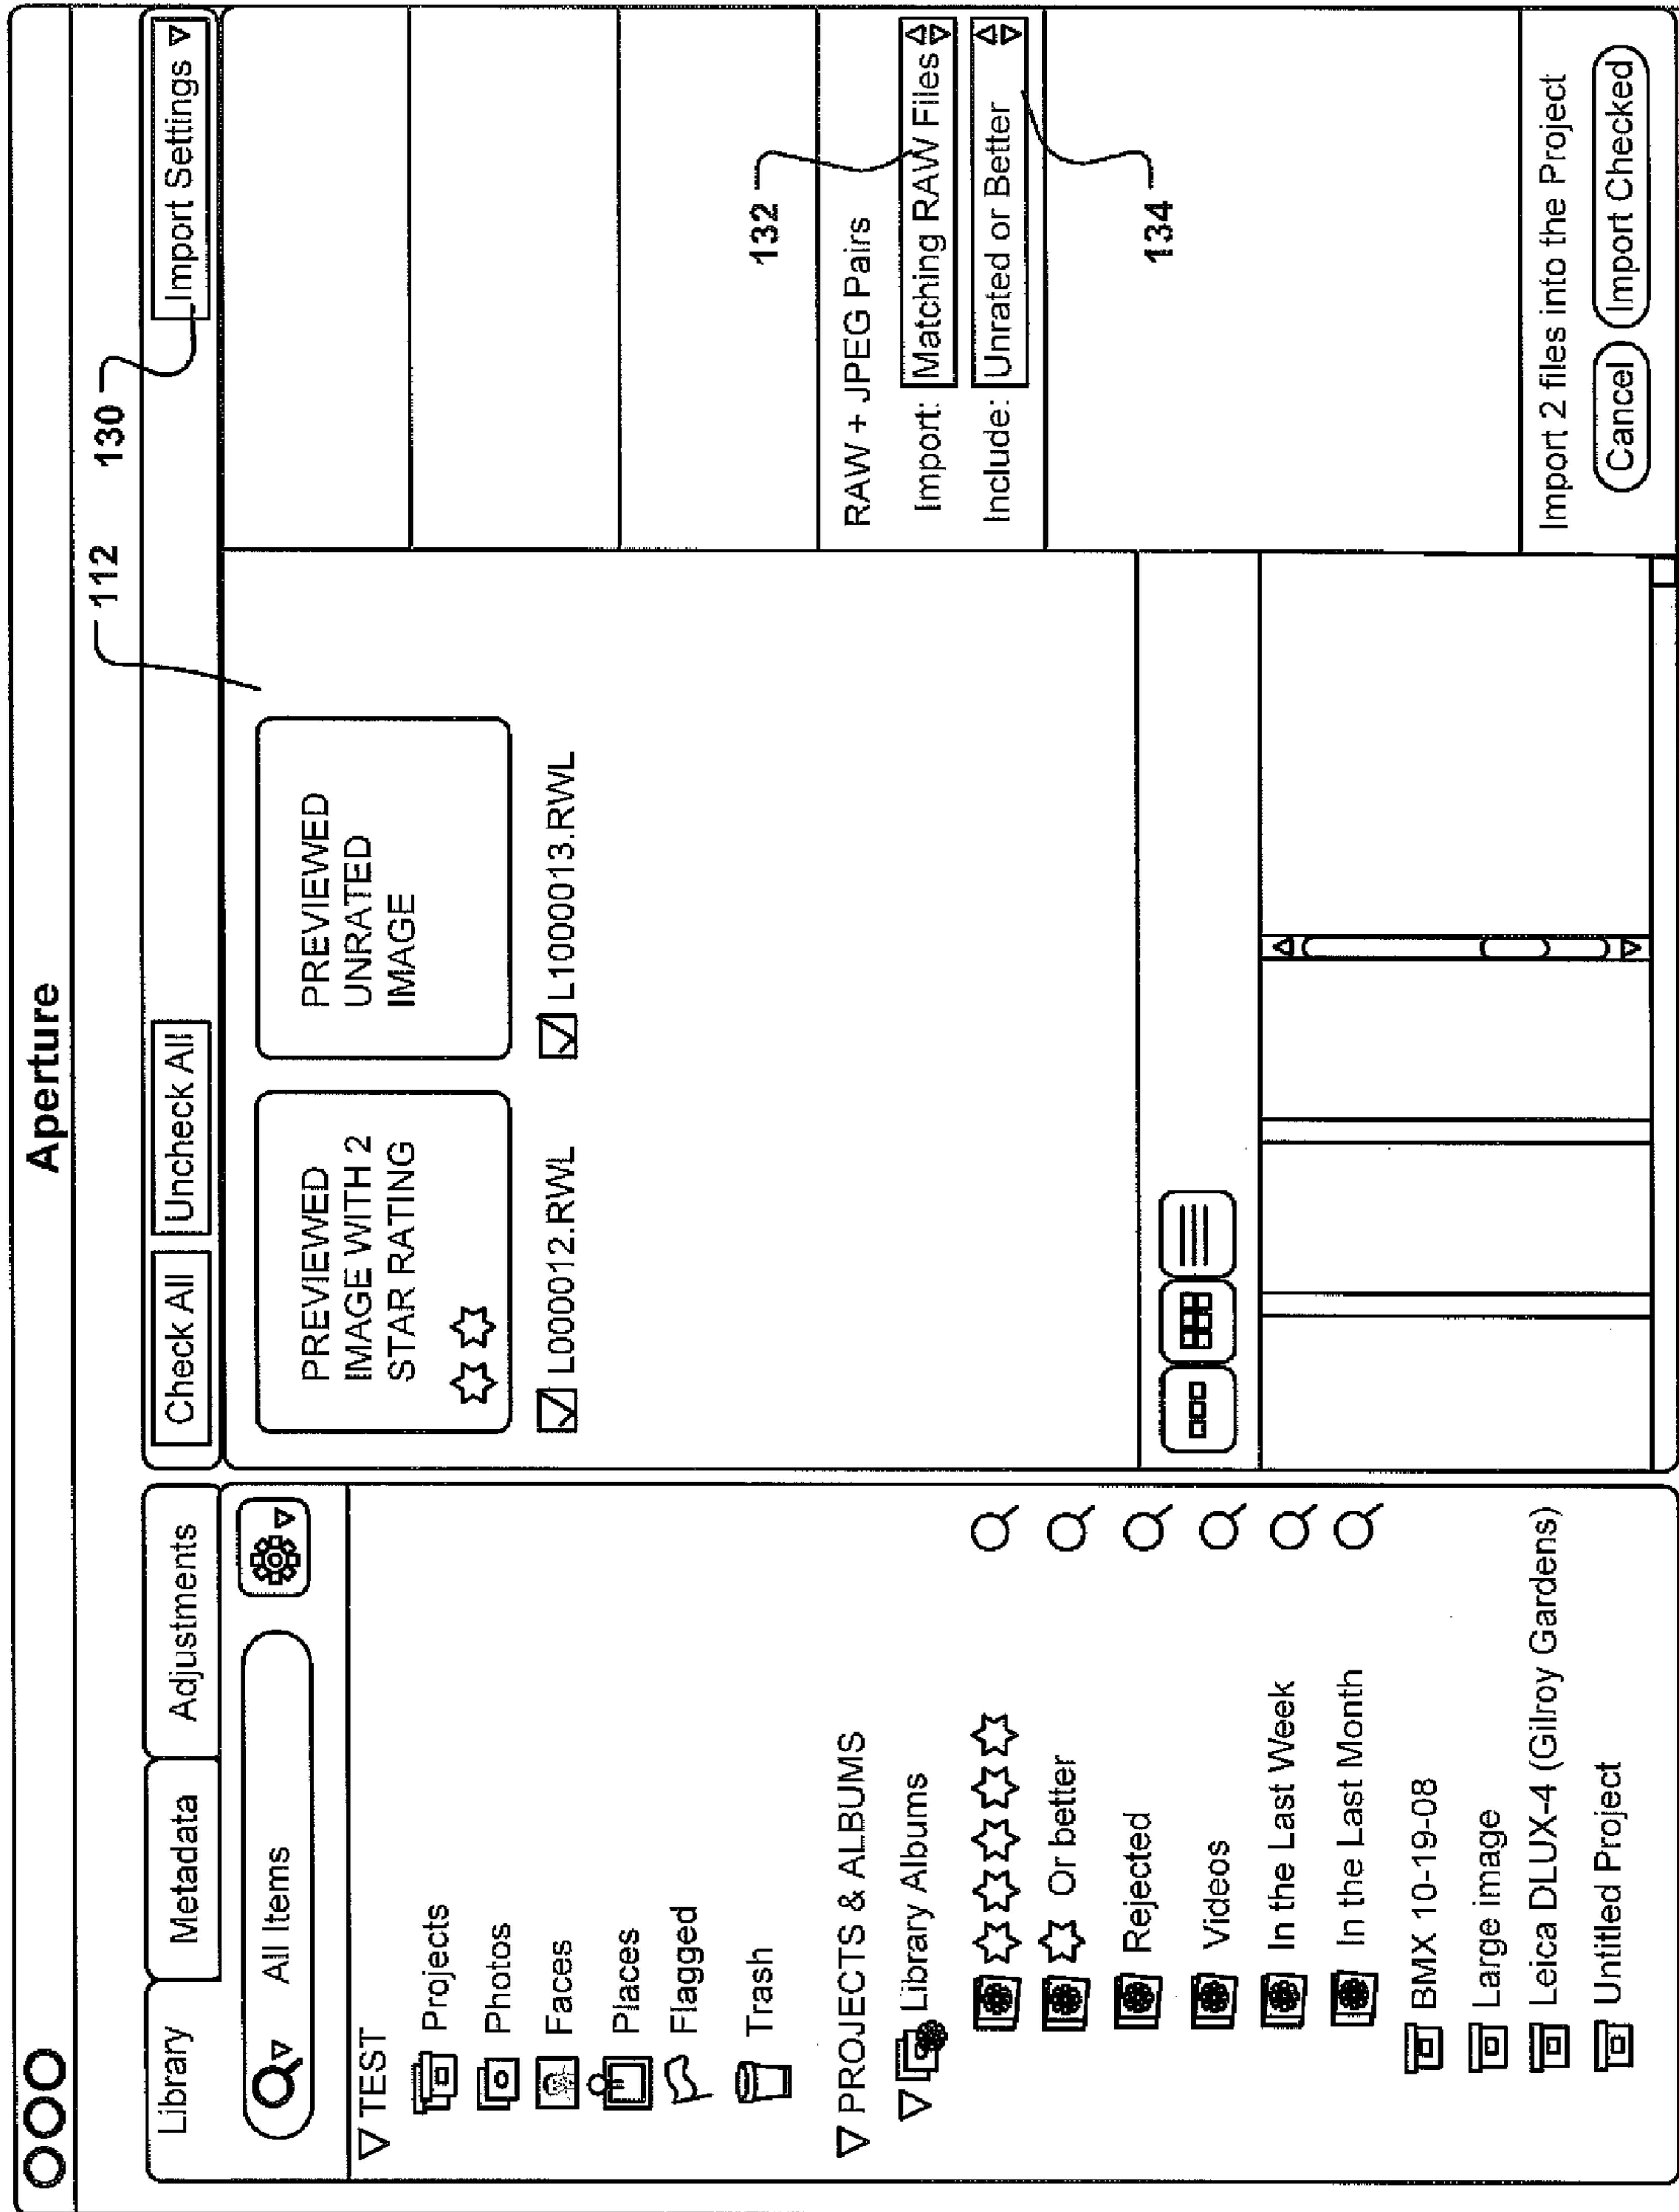 Aperture
Library
Metadata
Adjustments
All Items
TEST
Projects
Photos
Faces
Places
Flagged
Trash
PROJECTS & ALBUMS
Library Albums
Or better
Rejected
Videos
In the Last Week
In the Last Month
BMX 10-19-08
Large image
Leica DLUX-4 (Gilroy Gardens)
Untitled Project
Check All
Uncheck All
112
130
Import Settings
PREVIEWED
IMAGE WITH 2
STAR RATING
L000012.RWL
PREVIEWED
UNRATED
IMAGE
L1000013.RWL
132
RAW + JPEG Pairs
Import: Matching RAW Files
Include: Unrated or Better
134
Import 2 files into the Project
Cancel
Import Checked